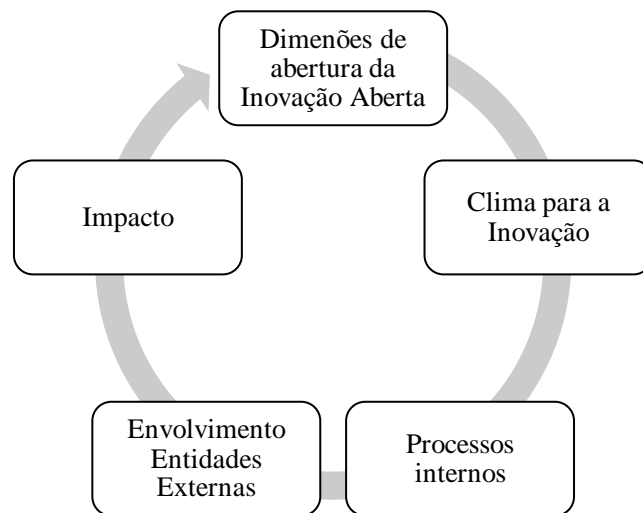 Dimenões de
abertura da
Inovação Aberta
Clima para a
Inovação
Processos
internos
Envolvimento
Entidades
Externas
Impacto